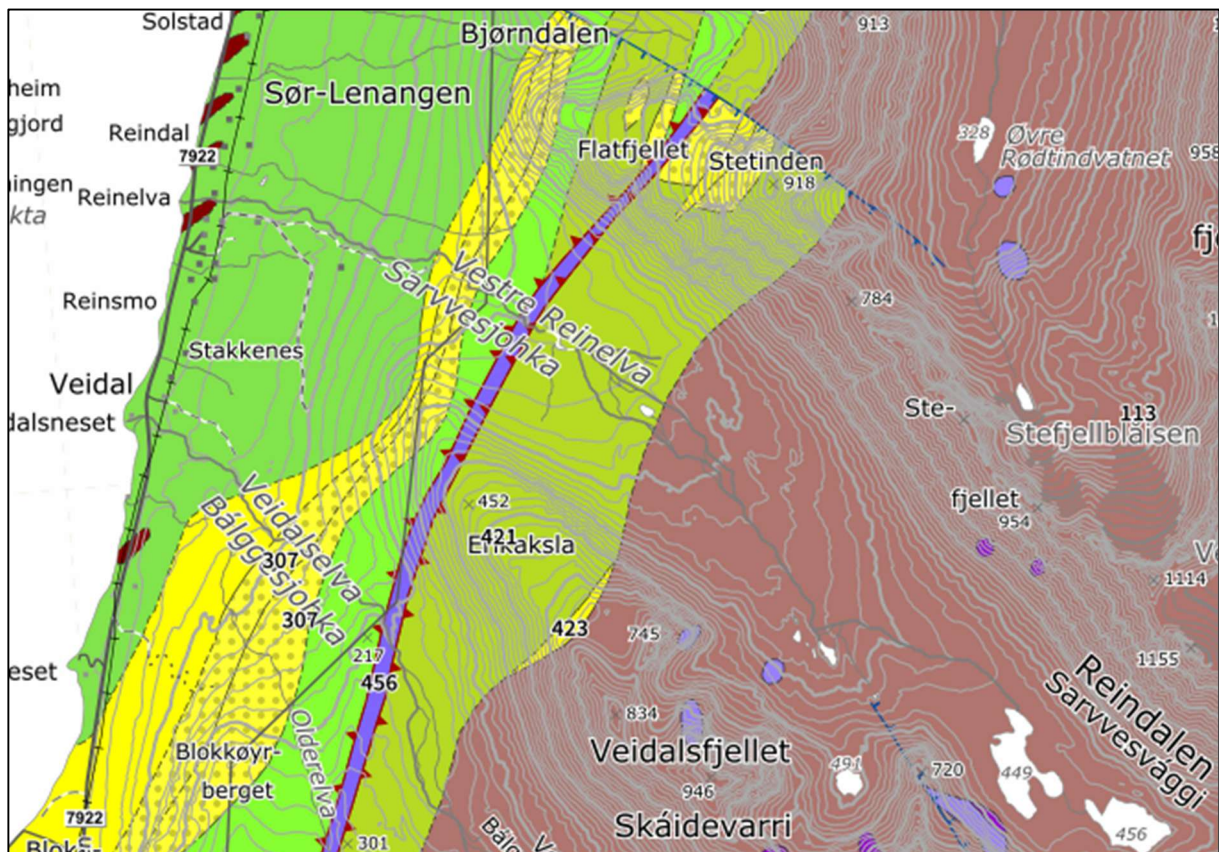 Solstad
913
Bjørndalen
heim
gjord
Sør-Lenangen
Reindal
7922
328 Øvre
Rødtindvatnet
958
Flatfjellet
Stetinden
918
ningen
Reinelva
kta
fj
Vestre Reinelva
Sarvvesjohka
Reinsmo
784
Stakkenes
Veidal
dalsneset
Ste-
113
Stefjellblåisen
Veidalselva
Bálggesjohka
452
421
fjellet
954
307
307
1114
423
745
217
456
eset
1155
Reindalen
Sarvvesvággi
834
Olderelva
Blokkøyr-
berget
Veidalsfjellet
491
720
449
946
7922
Skáidevarri
456
301